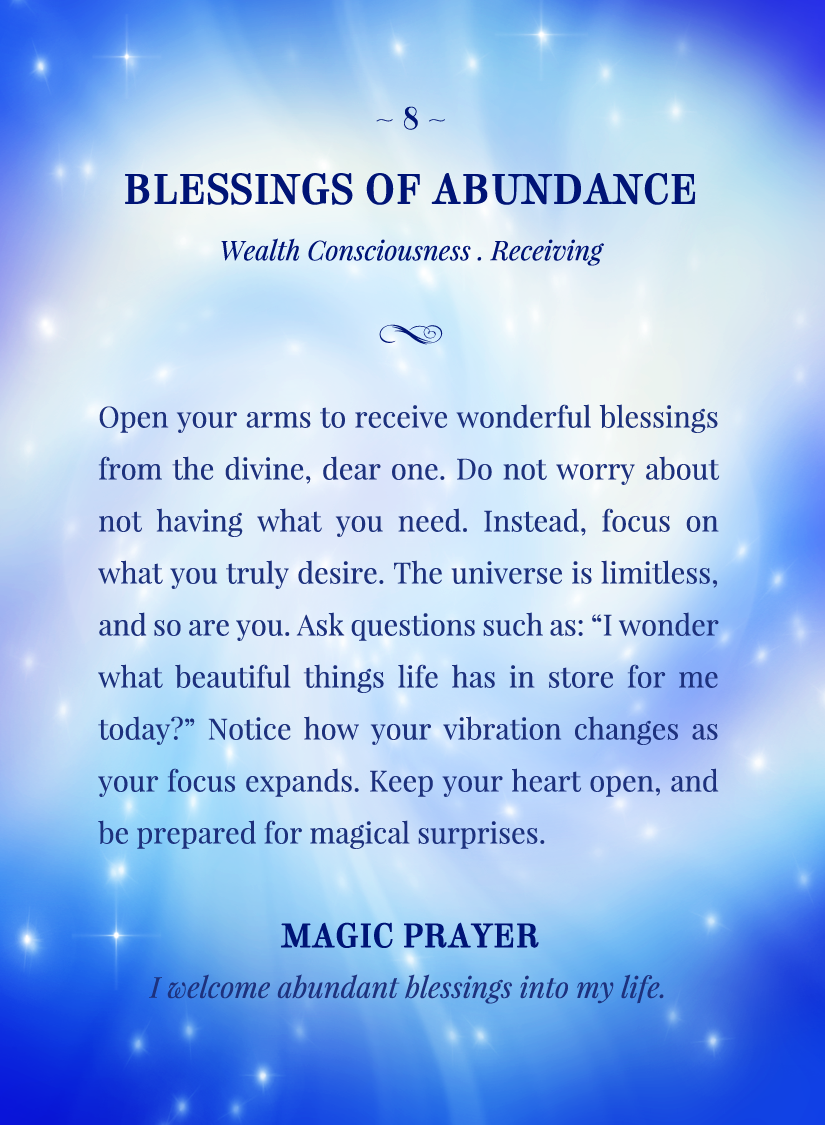 ~ 8 ~
BLESSINGS OF ABUNDANCE
Wealth Consciousness . Receiving
Open your arms to receive wonderful blessings
from the divine, dear one. Do not worry about
not having what you need. Instead, focus on
what you truly desire. The universe is limitless,
and so are you. Ask questions such as: “I wonder
what beautiful things life has in store for me
today?” Notice how your vibration changes as
your focus expands. Keep your heart open, and
be prepared for magical surprises.
MAGIC PRAYER
I welcome abundant blessings into my life.